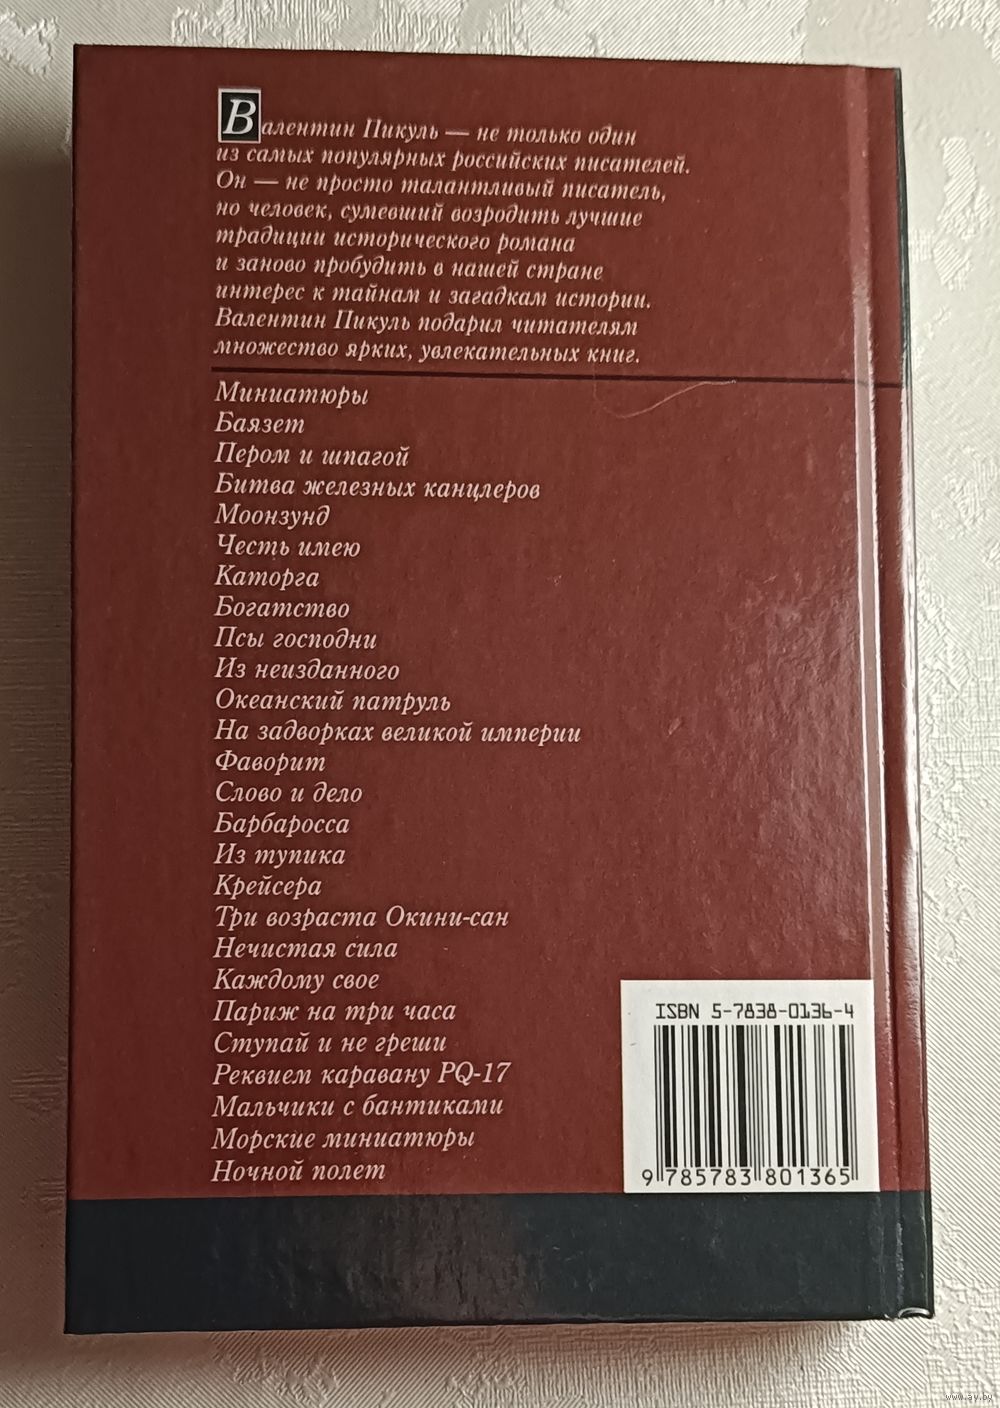 Валентин Пикуль — не только один
из самых популярных российских писателей.
Он — не просто талантливый писатель,
но человек, сумевший возродить лучшие
традиции исторического романа
и заново пробудить в нашей стране
интерес к тайнам и загадкам истории.
Валентин Пикуль подарил читателям
множество ярких, увлекательных книг.
Миниатюры
Баязет
Пером и шпагой
Битва железных канцлеров
Моонзунд
Честь имею
Каторга
Богатство
Псы господни
Из неизданного
Океанский патруль
На задворках великой империи
Фаворит
Слово и дело
Барбаросса
Из тупика
Крейсера
Три возраста Окини-сан
Нечистая сила
Каждому свое
Париж на три часа
Ступай и не греши
Реквием каравану PQ-17
Мальчики с бантиками
Морские миниатюры
Ночной полет
ISBN 5-7838-0136-4
9 785783 801365
www.ay.by